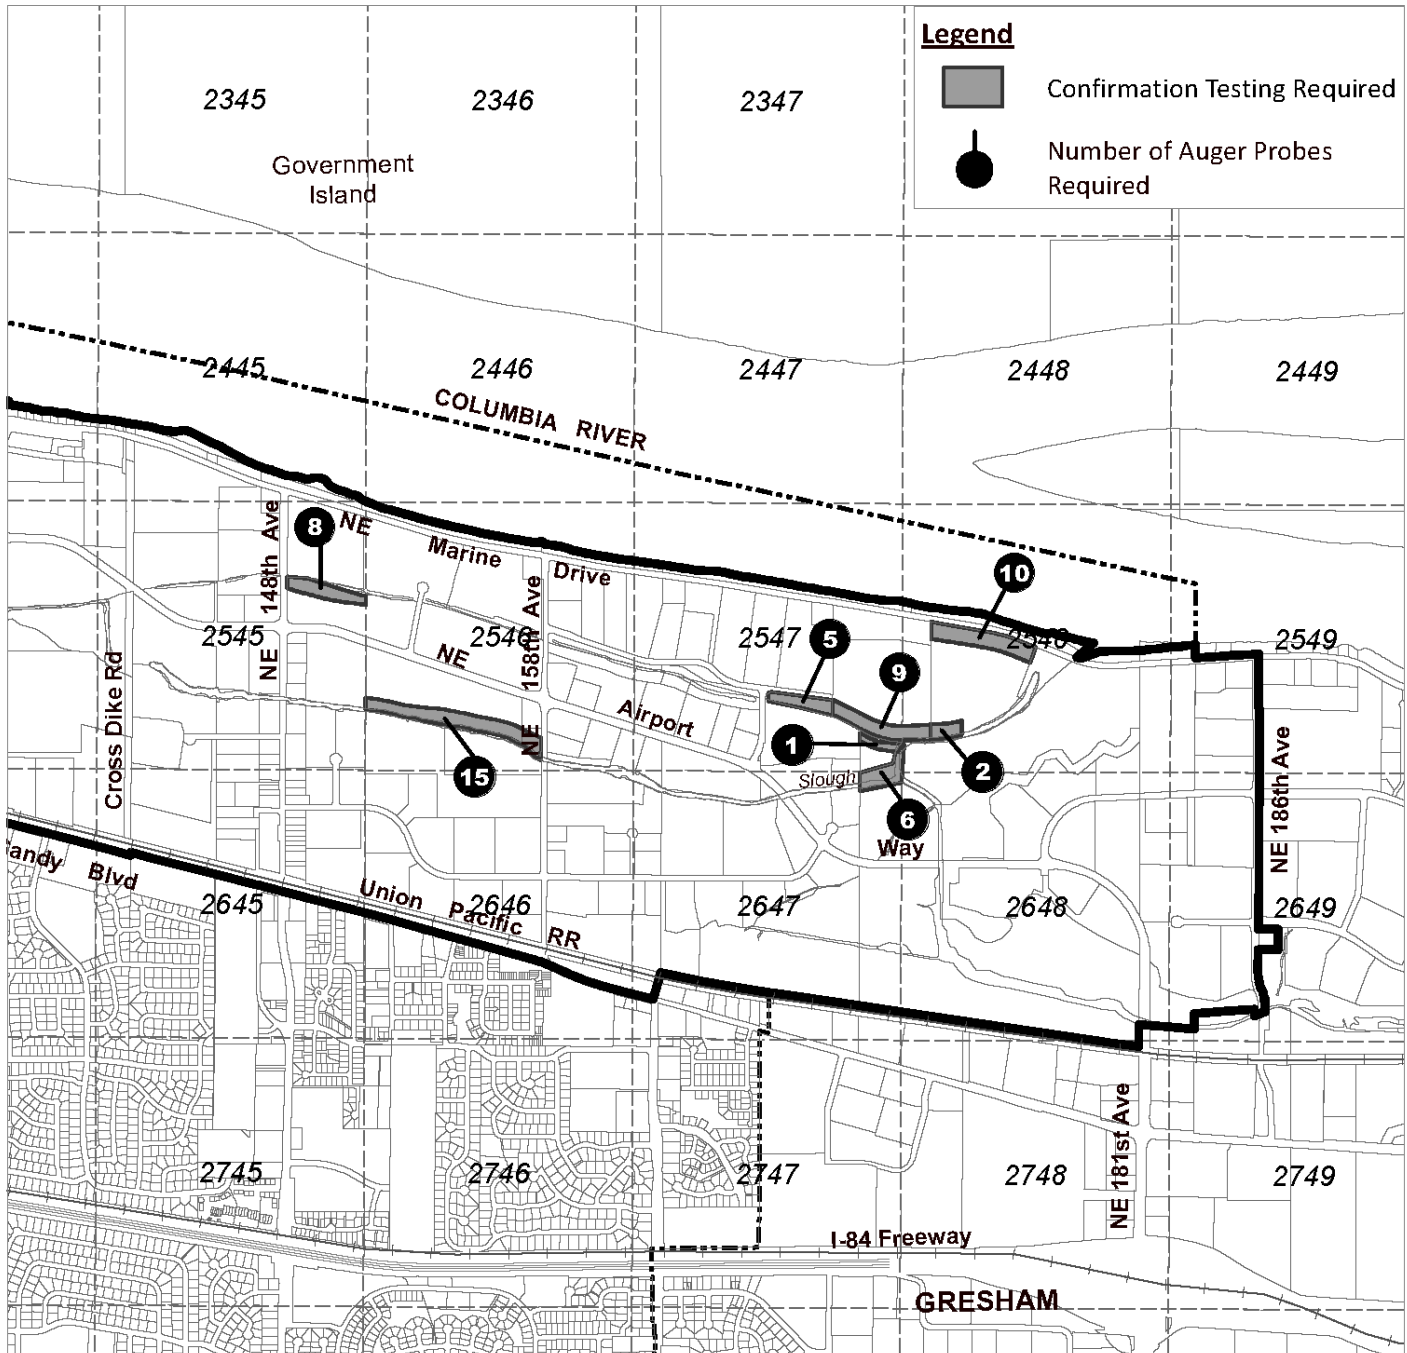 Legend
Confirmation Testing Required
Number of Auger Probes
Required
2345
2346
2347
Government
Island
2445
2446
2447
2448
2449
COLUMBIA RIVER
NE Marine Drive
8
10
NE 148th Ave
NE 158th Ave
2545
2546
2547
2549
5
9
NE Airport Way
Cross Dike Rd
1
2
15
Slough
6
NE 186th Ave
Blvd
Union Pacific RR
2645
2646
2647
2648
2649
2745
2746
2747
2748
2749
NE 181st Ave
I-84 Freeway
GRESHAM